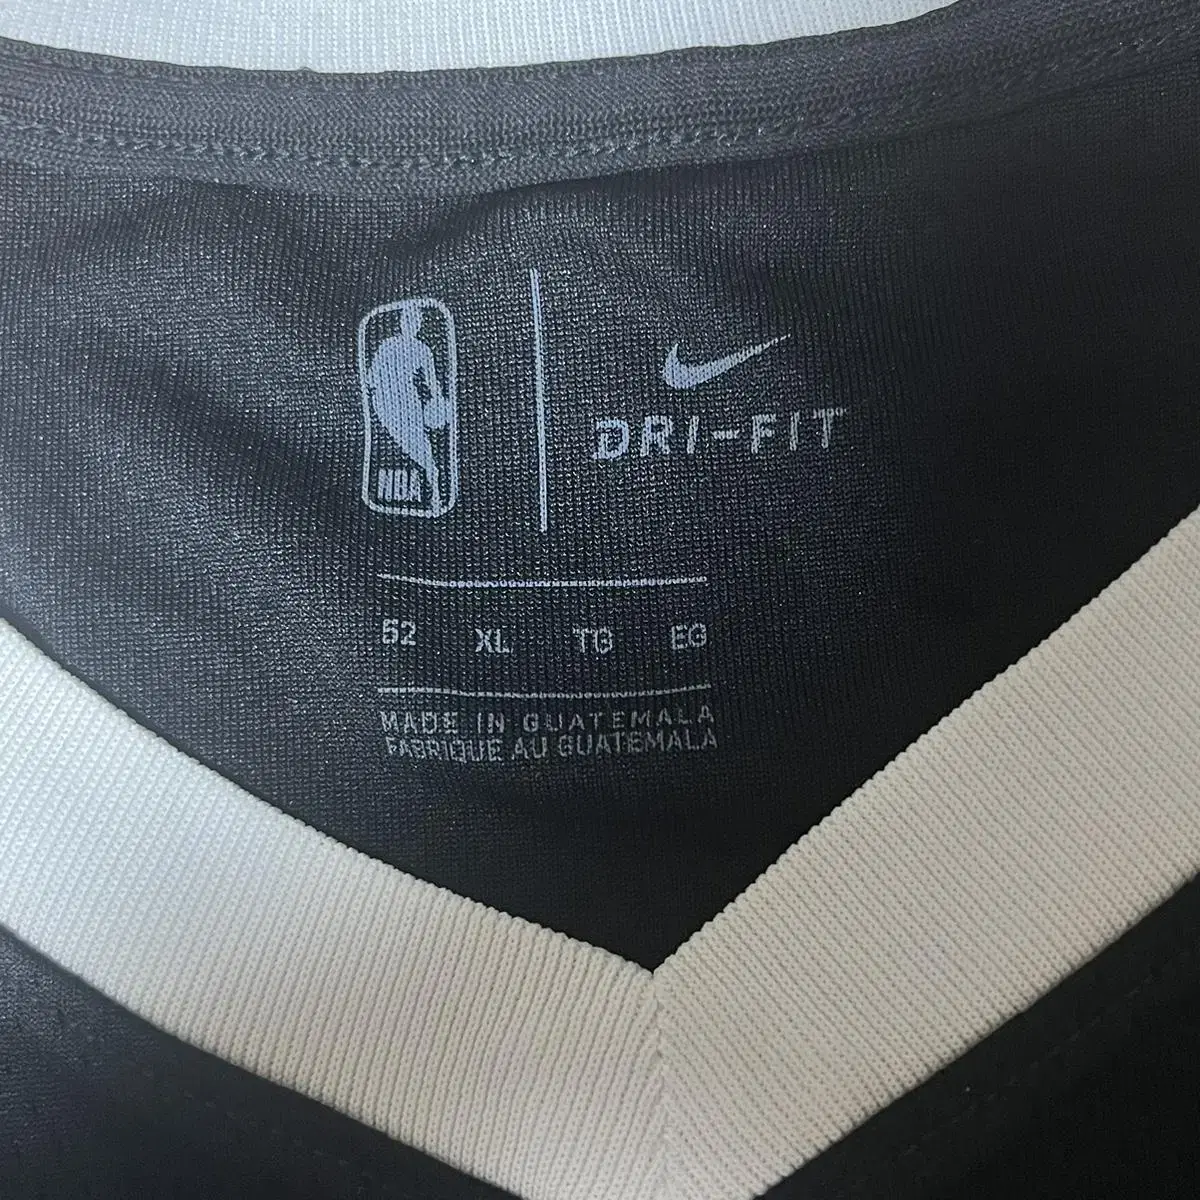 NBA
DRI-FIT
52 XL TG EG
MADE IN GUATEMALA
FABRIQUE AU GUATEMALA